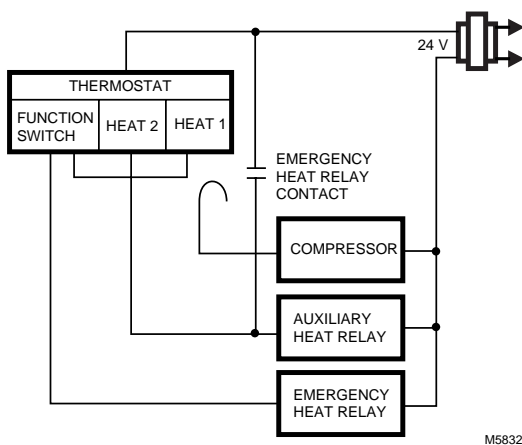 24 V
THERMOSTAT
FUNCTION
SWITCH
HEAT 2
HEAT 1
EMERGENCY
HEAT RELAY
CONTACT
COMPRESSOR
AUXILIARY
HEAT RELAY
EMERGENCY
HEAT RELAY
M5832